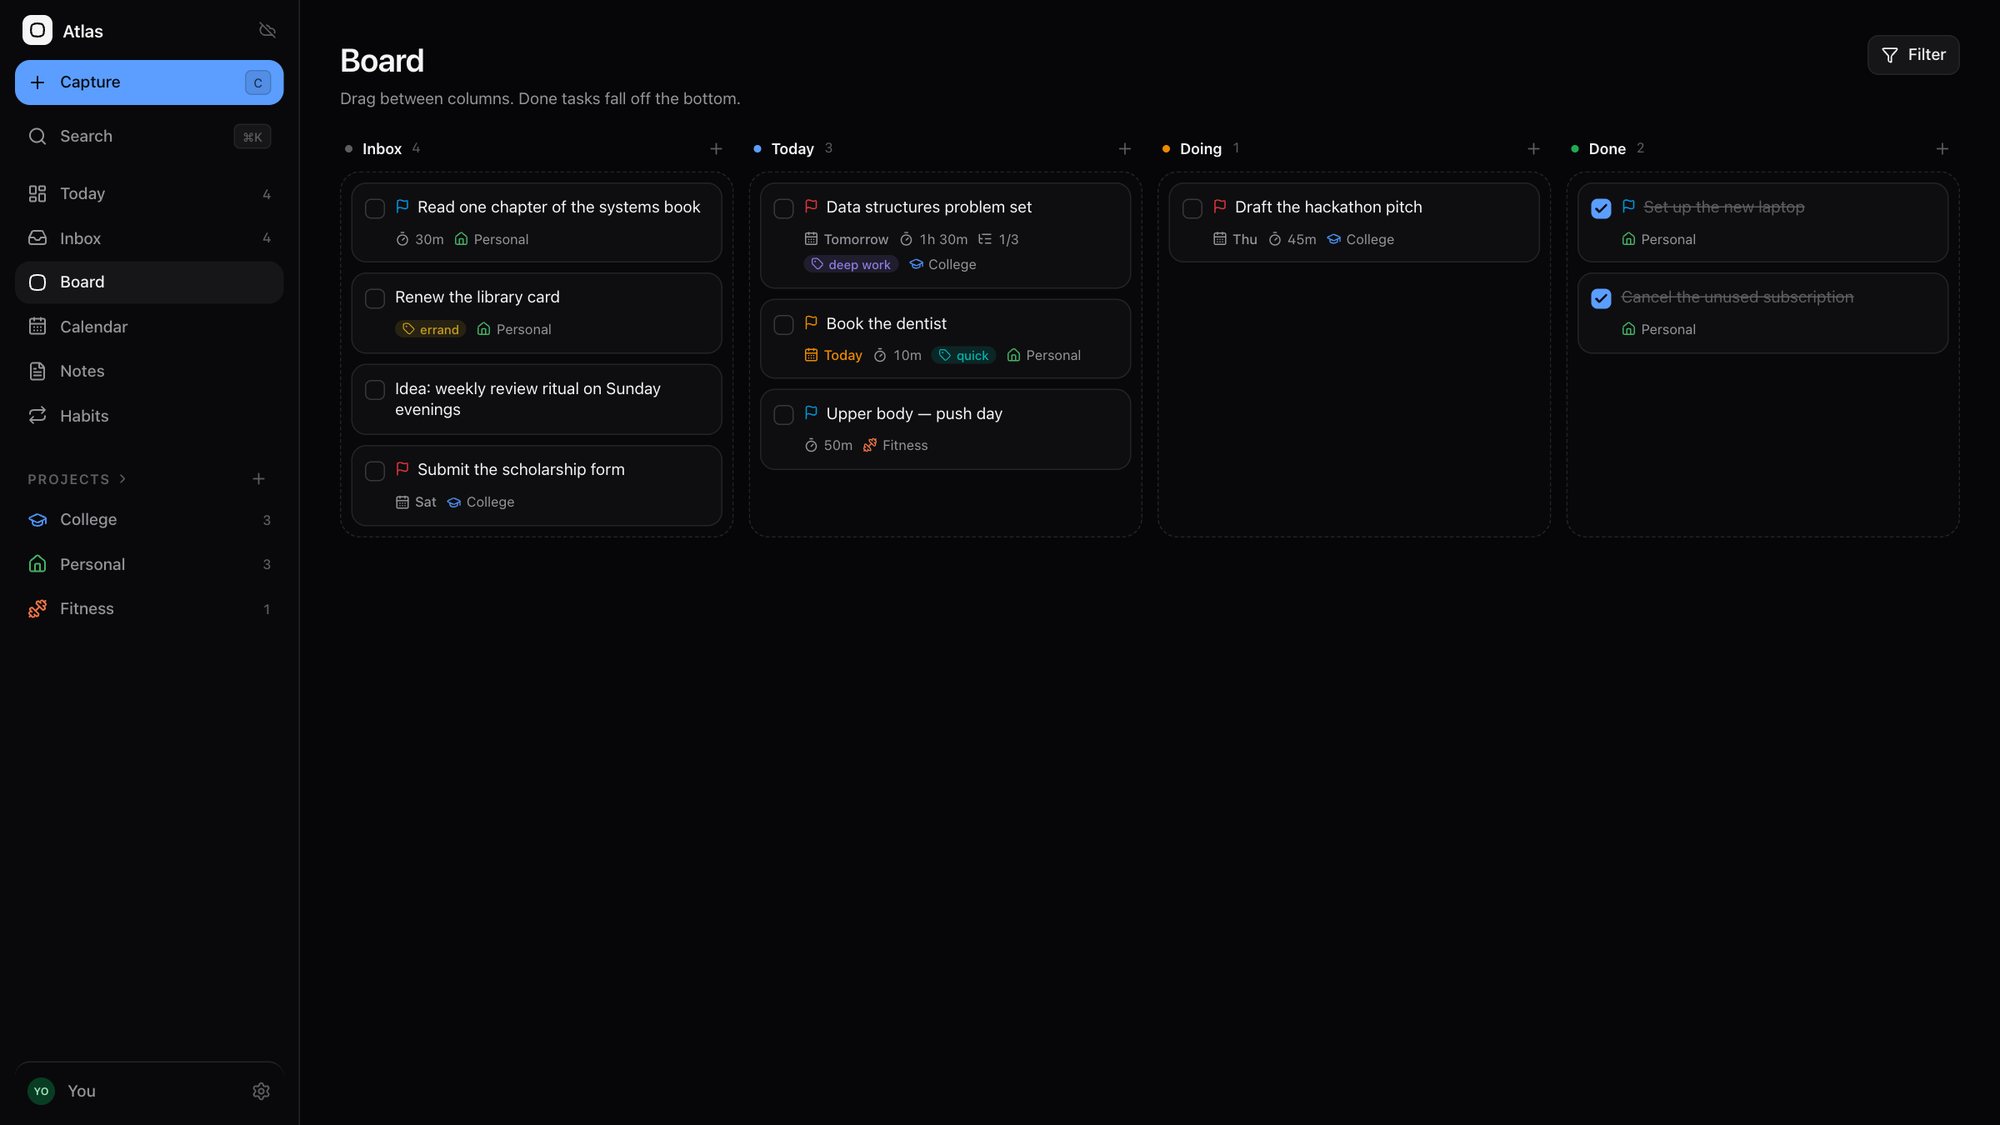 Atlas
Capture C
Search ⌘K
Today 4
Inbox 4
Board
Calendar
Notes
Habits
PROJECTS
College 3
Personal 3
Fitness 1
YO You
Board
Drag between columns. Done tasks fall off the bottom.
Filter
Inbox 4
Read one chapter of the systems book
30m Personal
Renew the library card
errand Personal
Idea: weekly review ritual on Sunday
evenings
Submit the scholarship form
Sat College
Today 3
Data structures problem set
Tomorrow 1h 30m 1/3
deep work College
Book the dentist
Today 10m quick Personal
Upper body — push day
50m Fitness
Doing 1
Draft the hackathon pitch
Thu 45m College
Done 2
Set up the new laptop
Personal
Cancel the unused subscription
Personal